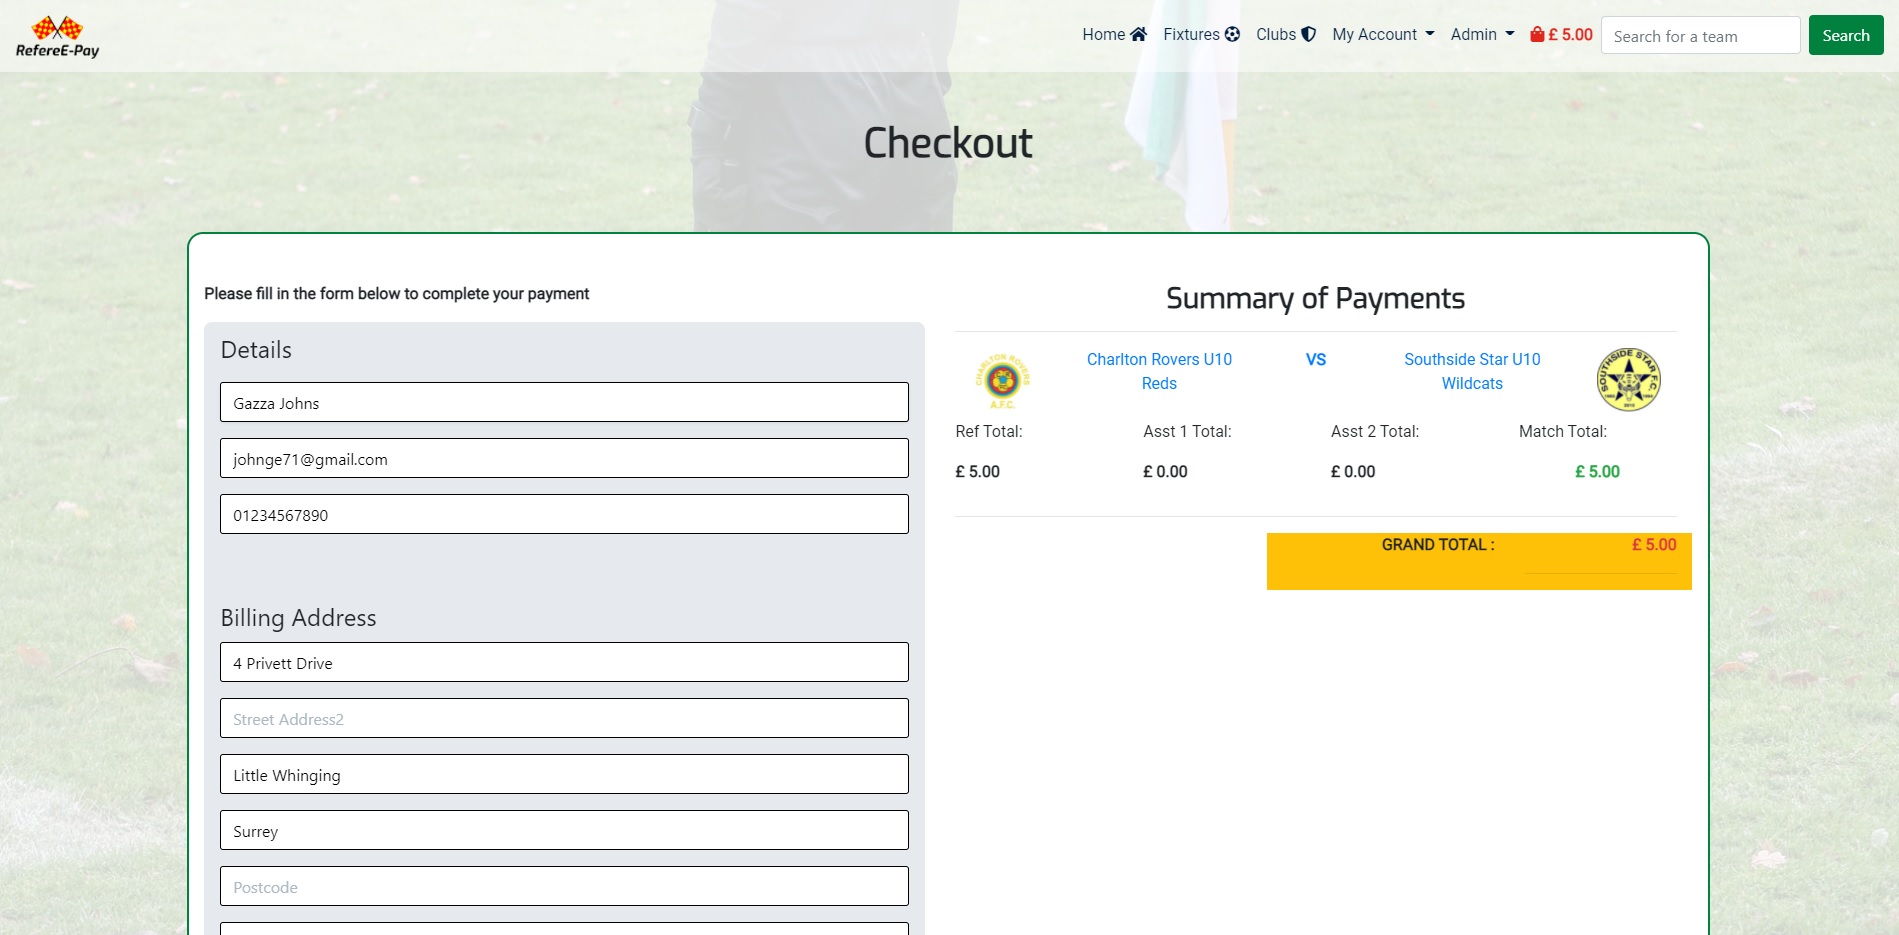 RefereE-Pay
Home
Fixtures
Clubs
My Account
Admin
£ 5.00
Search for a team
Search
Checkout
Please fill in the form below to complete your payment
Details
Gazza Johns
johnge71@gmail.com
01234567890
Billing Address
4 Privett Drive
Street Address2
Little Whinging
Surrey
Postcode
Summary of Payments
CHARLTON ROVERS
A.F.C.
Charlton Rovers U10
Reds
VS
Southside Star U10
Wildcats
SOUTHSIDE STAR F.C.
Ref Total:
Asst 1 Total:
Asst 2 Total:
Match Total:
£ 5.00
£ 0.00
£ 0.00
£ 5.00
GRAND TOTAL :
£ 5.00